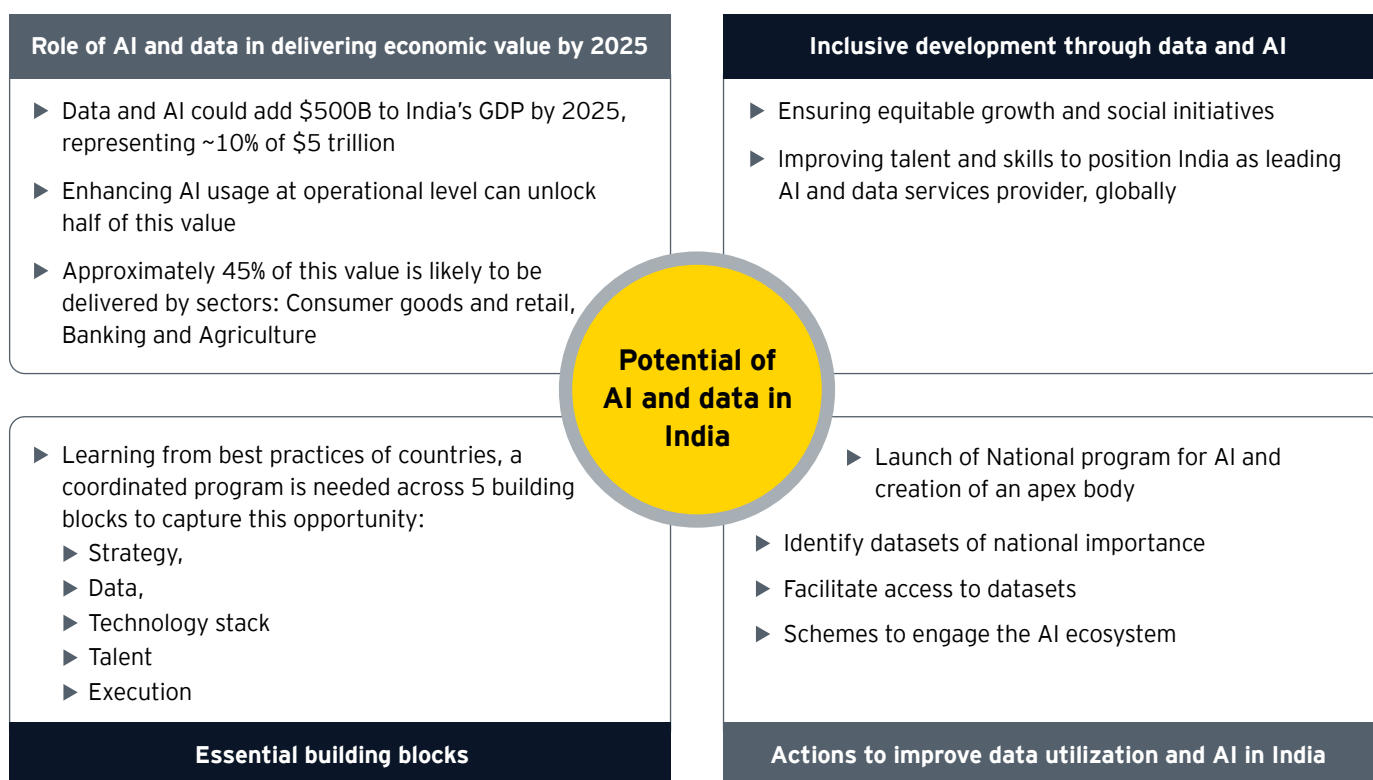 Role of AI and data in delivering economic value by 2025
► Data and AI could add $500B to India's GDP by 2025,
representing ~10% of $5 trillion
► Enhancing AI usage at operational level can unlock
half of this value
► Approximately 45% of this value is likely to be
delivered by sectors: Consumer goods and retail,
Banking and Agriculture
Inclusive development through data and AI
► Ensuring equitable growth and social initiatives
► Improving talent and skills to position India as leading
AI and data services provider, globally
Potential of
AI and data in
India
► Learning from best practices of countries, a
coordinated program is needed across 5 building
blocks to capture this opportunity:
► Strategy,
► Data,
► Technology stack
► Talent
► Execution
Essential building blocks
► Launch of National program for AI and
creation of an apex body
► Identify datasets of national importance
► Facilitate access to datasets
► Schemes to engage the AI ecosystem
Actions to improve data utilization and AI in India